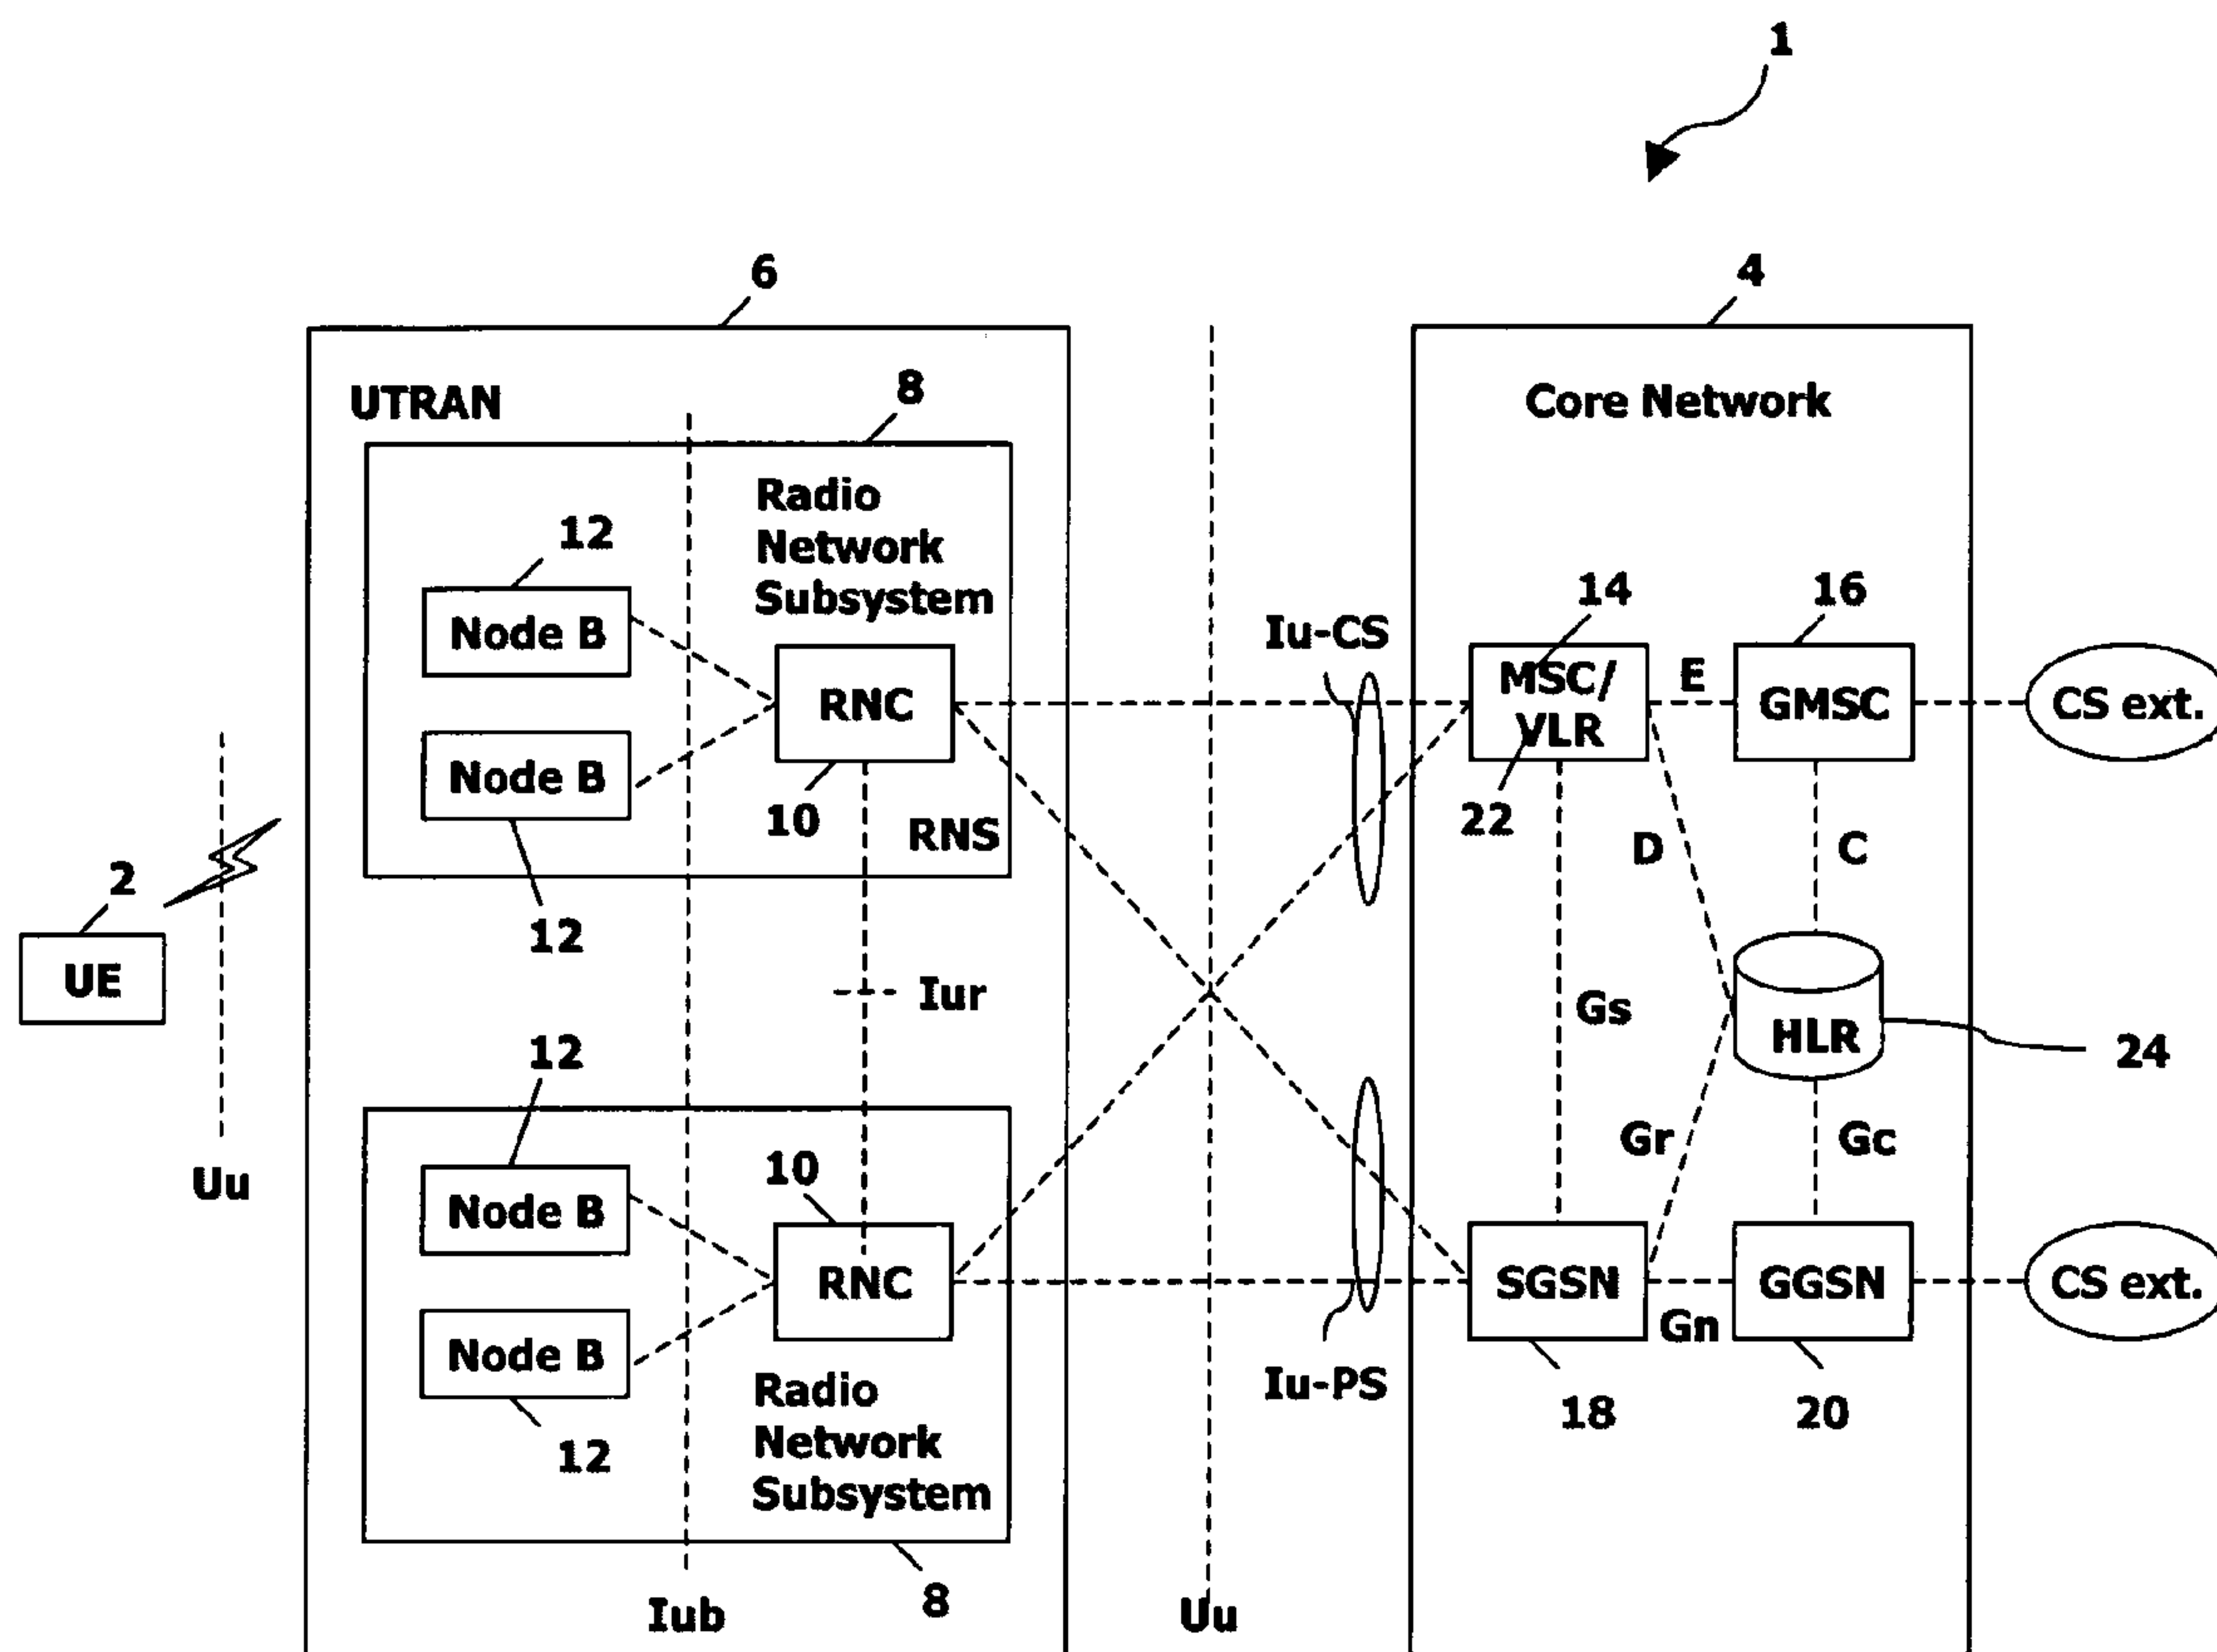 1
6
4
UTRAN
8
Core Network
Radio
Network
Subsystem
12
Node B
RNC
Node B
10
RNS
12
2
UE
Uu
Iur
12
10
Node B
RNC
Node B
12
Radio
Network
Subsystem
8
Iub
Uu
Iu-CS
Iu-PS
14
16
MSC/
VLR
E
GMSC
CS ext.
22
D
C
Gs
HLR
24
Gr
Gc
SGSN
Gn
GGSN
CS ext.
18
20